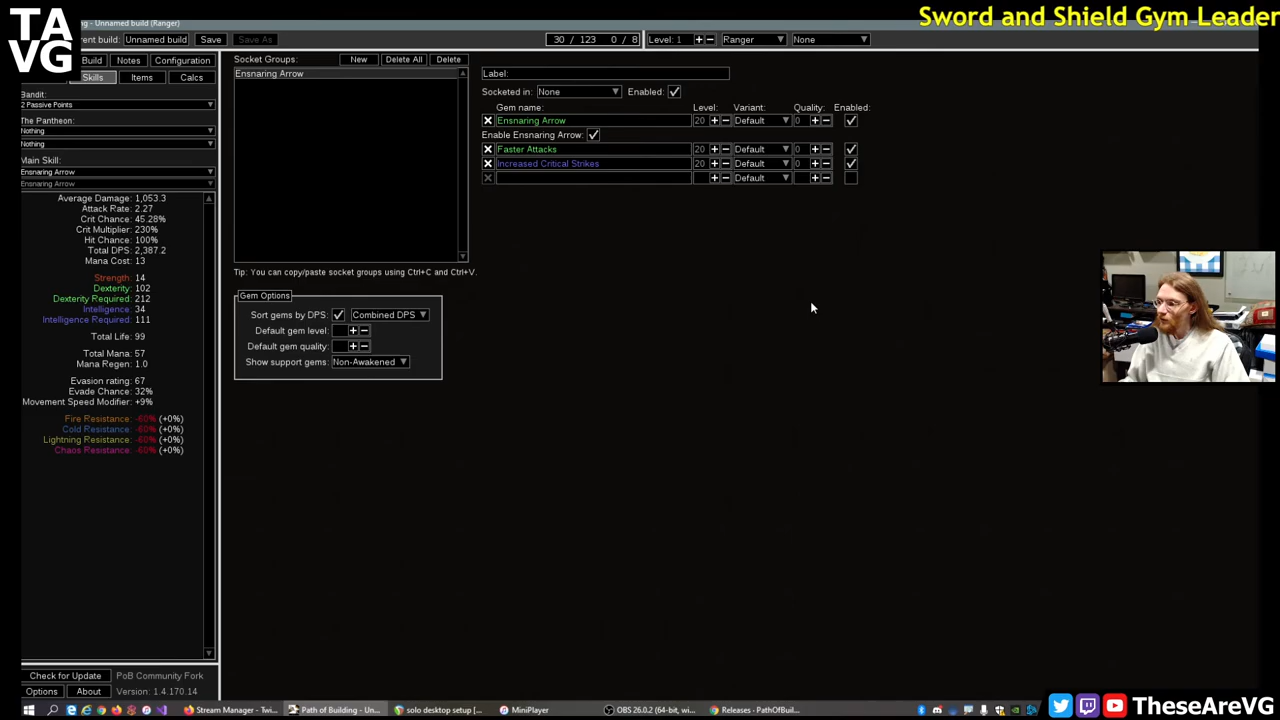 TA
VG
Sword and Shield Gym Leader
g - Unnamed build (Ranger)
ent build: Unnamed build Save Save As 30 / 123 0 / 8 Level: 1 + - Ranger None
Build Notes Configuration
Skills Items Calcs
Bandit:
2 Passive Points
The Pantheon:
Nothing
Nothing
Main Skill:
Ensnaring Arrow
Ensnaring Arrow
Average Damage: 1,053.3
Attack Rate: 2.27
Crit Chance: 45.28%
Crit Multiplier: 230%
Hit Chance: 100%
Total DPS: 2,387.2
Mana Cost: 13
Strength: 14
Dexterity: 102
Dexterity Required: 212
Intelligence: 34
Intelligence Required: 111
Total Life: 99
Total Mana: 57
Mana Regen: 1.0
Evasion rating: 67
Evade Chance: 32%
Movement Speed Modifier: +9%
Fire Resistance: -60% (+0%)
Cold Resistance: -60% (+0%)
Lightning Resistance: -60% (+0%)
Chaos Resistance: -60% (+0%)
Check for Update PoB Community Fork
Options About Version: 1.4.170.14
Socket Groups: New Delete All Delete
Ensnaring Arrow
Tip: You can copy/paste socket groups using Ctrl+C and Ctrl+V.
Gem Options
Sort gems by DPS: Combined DPS
Default gem level: + -
Default gem quality: + -
Show support gems: Non-Awakened
Label:
Socketed in: None Enabled:
Gem name: Level: Variant: Quality: Enabled:
Ensnaring Arrow 20 + - Default 0 + -
Enable Ensnaring Arrow:
Faster Attacks 20 + - Default 0 + -
Increased Critical Strikes 20 + - Default 0 + -
+ - Default + -
Stream Manager - Twi... Path of Building - Un... solo desktop setup [... MiniPlayer OBS 26.0.2 (64-bit, wi... Releases - PathOfBuil...
TheseAreVG